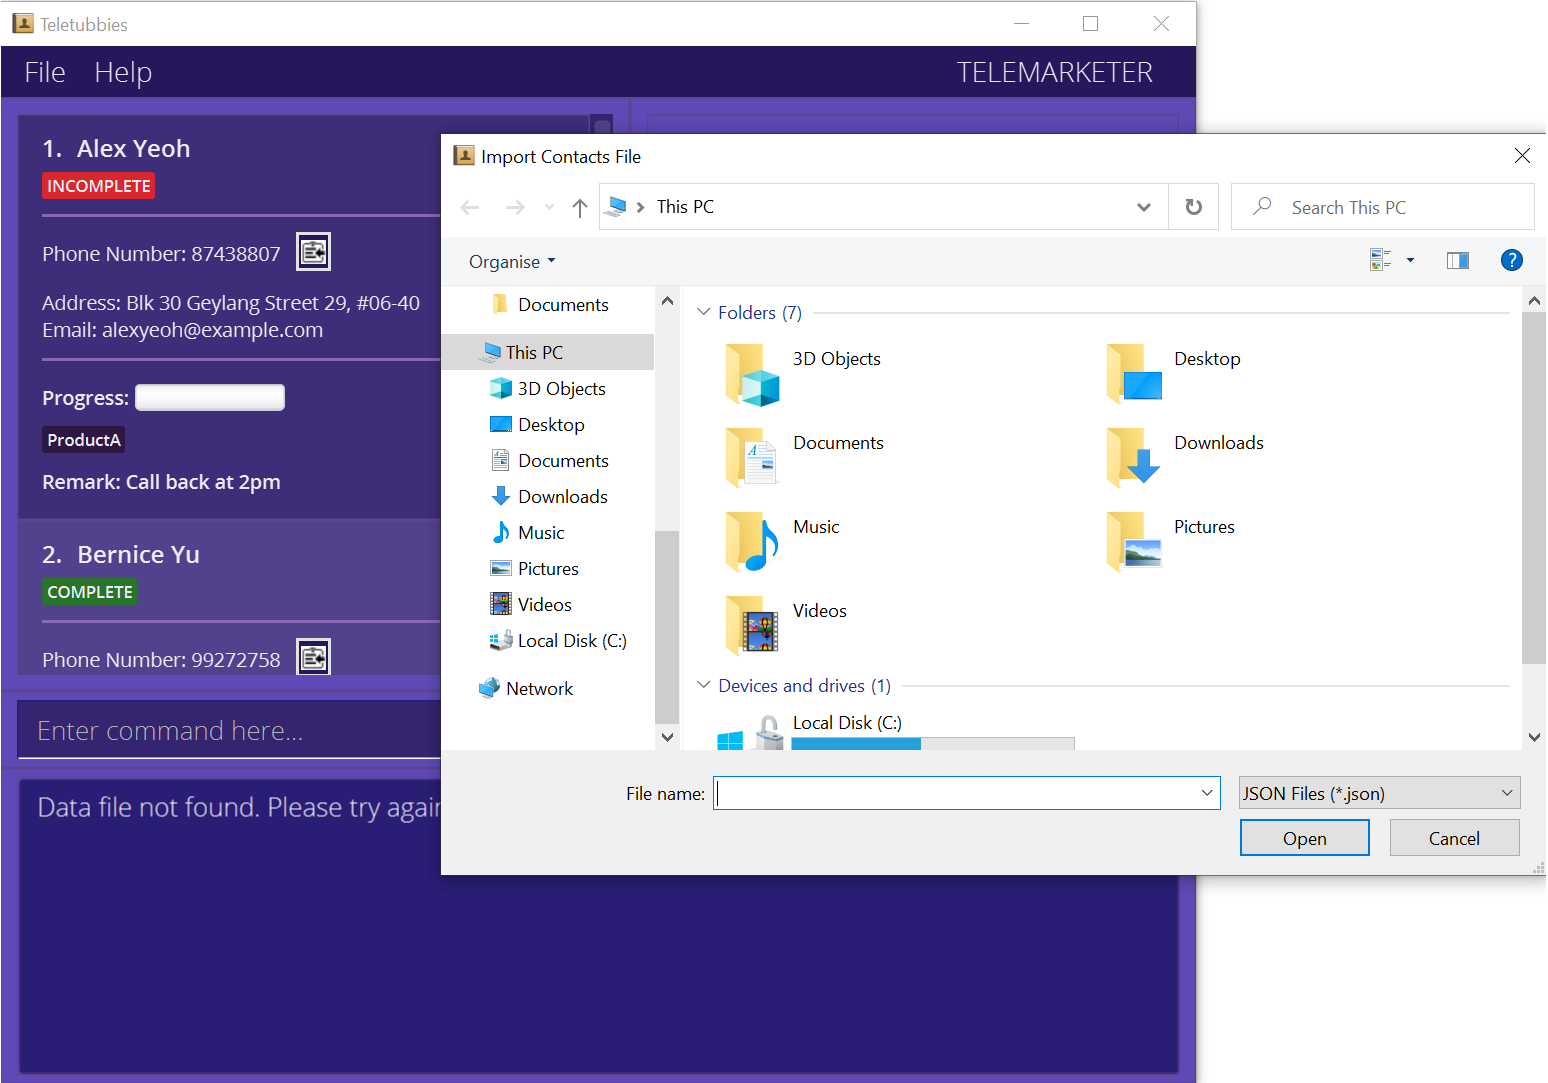 Teletubbies
File Help TELEMARKETER
1. Alex Yeoh
INCOMPLETE
Phone Number: 87438807
Address: Blk 30 Geylang Street 29, #06-40
Email: alexyeoh@example.com
Progress:
ProductA
Remark: Call back at 2pm
2. Bernice Yu
COMPLETE
Phone Number: 99272758
Enter command here...
Data file not found. Please try again
Import Contacts File
This PC
Search This PC
Organise
?
Documents
This PC
3D Objects
Desktop
Documents
Downloads
Music
Pictures
Videos
Local Disk (C:)
Network
Folders (7)
3D Objects
Desktop
Documents
Downloads
Music
Pictures
Videos
Devices and drives (1)
Local Disk (C:)
File name:
JSON Files (*.json)
Open
Cancel